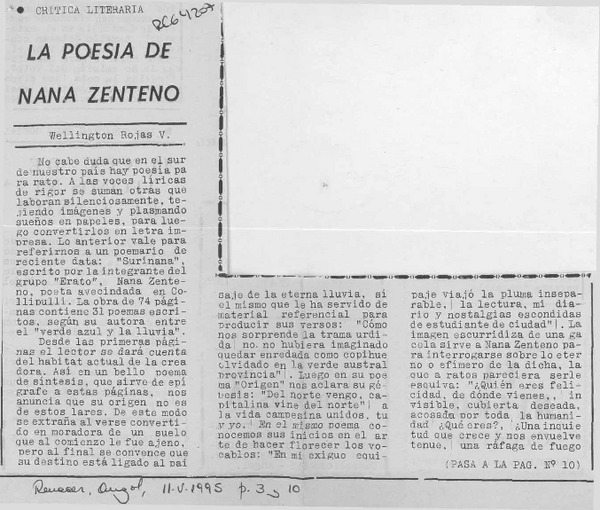 • CRITICA LITERARIA
RC64207
LA POESIA DE
NANA ZENTENO
Wellington Rojas V.
No cabe duda que en el sur
de nuestro país hay poesía pa
ra rato. A las voces líricas
de rigor se suman otras que
laboran silenciosamente, te-
jiendo imágenes y plasmando
sueños en papeles, para lue-
go convertirlos en letra im-
presa. Lo anterior vale para
referirnos a un poemario de
reciente data: "Surinana",
escrito por la integrante del
grupo "Erato", Nana Zente-
no, poeta avecindada en Co-
llipulli. La obra de 74 pági-
nas contiene 31 poemas escri-
tos, según su autora entre
el "verde azul y la lluvia".
Desde las primeras pági-
nas el lector se dará cuenta
del habitat actual de la crea
dora. Así en un bello poema
de síntesis, que sirve de epí
grafe a estas páginas, nos
anuncia que su origen no es
de estos lares. De este modo
se extraña al verse converti-
do en moradora de un suelo
que al comienzo le fue ajeno,
pero al final se convence que
su destino está ligado al pai
saje de la eterna lluvia, si
el mismo que le ha servido de
material referencial para
producir sus versos: "Cómo
nos sorprende la trama urdi-
da no no hubiera imaginado
quedar enredada como copihue
olvidado en la verde austral
provincia"|. Luego en su poe
ma "Origen" nos aclara su gé-
nesis: "Del norte vengo, ca-
pitalina vine del norte"| a
la vida campesina unidos, tu
y yo. | En el mismo poema co-
nocemos sus inicios en el ar
te de hacer florecer los vo-
cablos: "En mi exiguo equi-
paje viajó la pluma insepa-
rable,| la lectura, mi dia-
rio y nostalgias escondidas
de estudiante de ciudad"|. La
imagen escurridiza de una ga
cela sirve a Nana Zenteno pa-
ra interrogarse sobre lo eter
no o efímero de la dicha, la
que a ratos pareciera serle
esquiva: "¿Quién eres feli-
cidad, de dónde vienes,, in
visible, cubierta deseada,
acosada por toda la humani-
dad ¿Qué eres?, ¿Una inquie
tud que crece y nos envuelve
tenue, una ráfaga de fuego
(PASA A LA PAG. Nº 10)
Renacer, Angol, 11-V-1995 p. 3 y 10